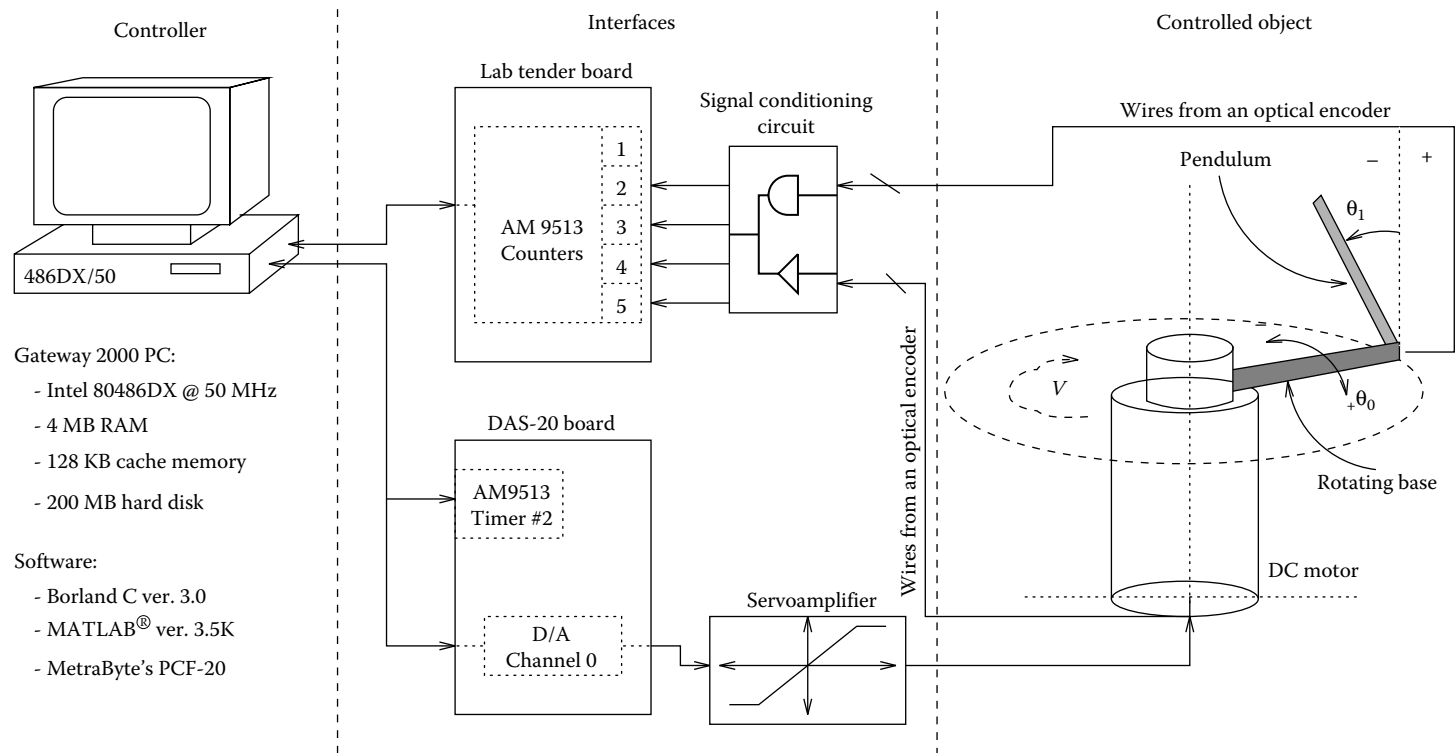 Controller
Interfaces
Controlled object
Lab tender board
Signal conditioning
circuit
Wires from an optical encoder
Pendulum
–
+
θ1
1
2
3
4
5
AM 9513
Counters
486DX/50
Gateway 2000 PC:
- Intel 80486DX @ 50 MHz
- 4 MB RAM
- 128 KB cache memory
- 200 MB hard disk
Software:
- Borland C ver. 3.0
- MATLAB® ver. 3.5K
- MetraByte's PCF-20
DAS-20 board
AM9513
Timer #2
D/A
Channel 0
Servoamplifier
Wires from an optical encoder
V
–
+θ0
Rotating base
DC motor